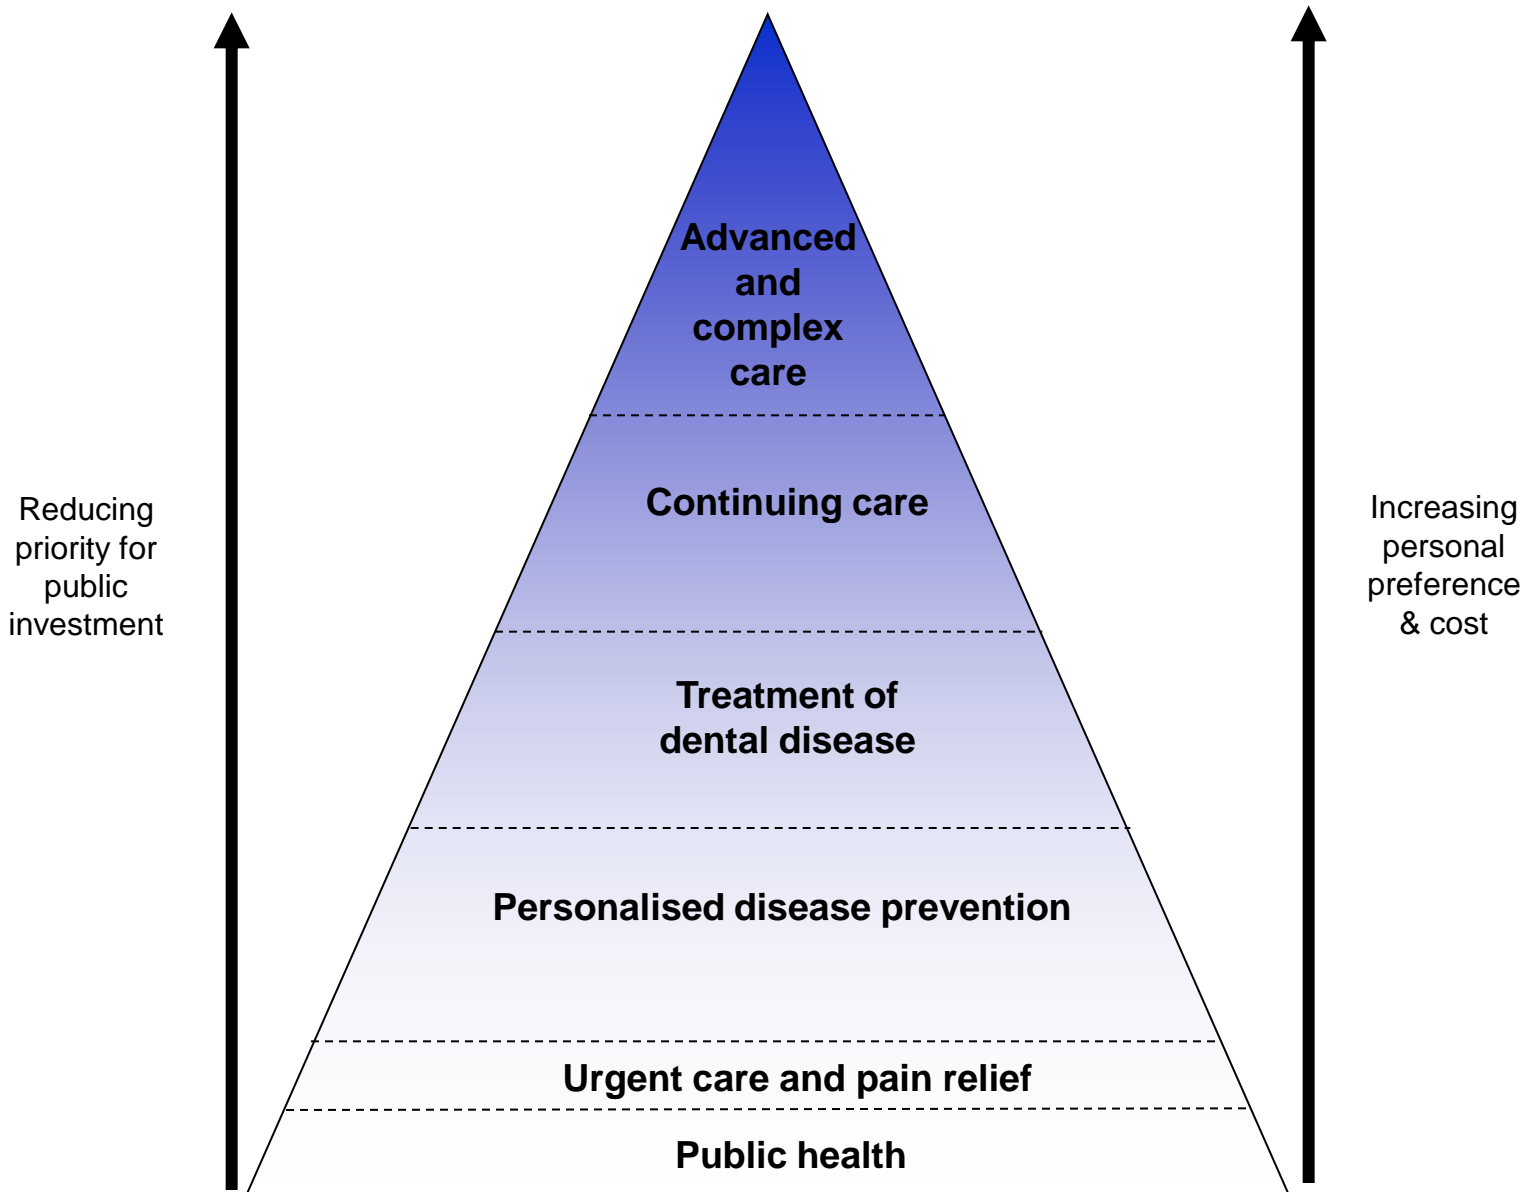 Advanced
and
complex
care
Continuing care
Reducing
priority for
public
investment
Increasing
personal
preference
& cost
Treatment of
dental disease
Personalised disease prevention
Urgent care and pain relief
Public health